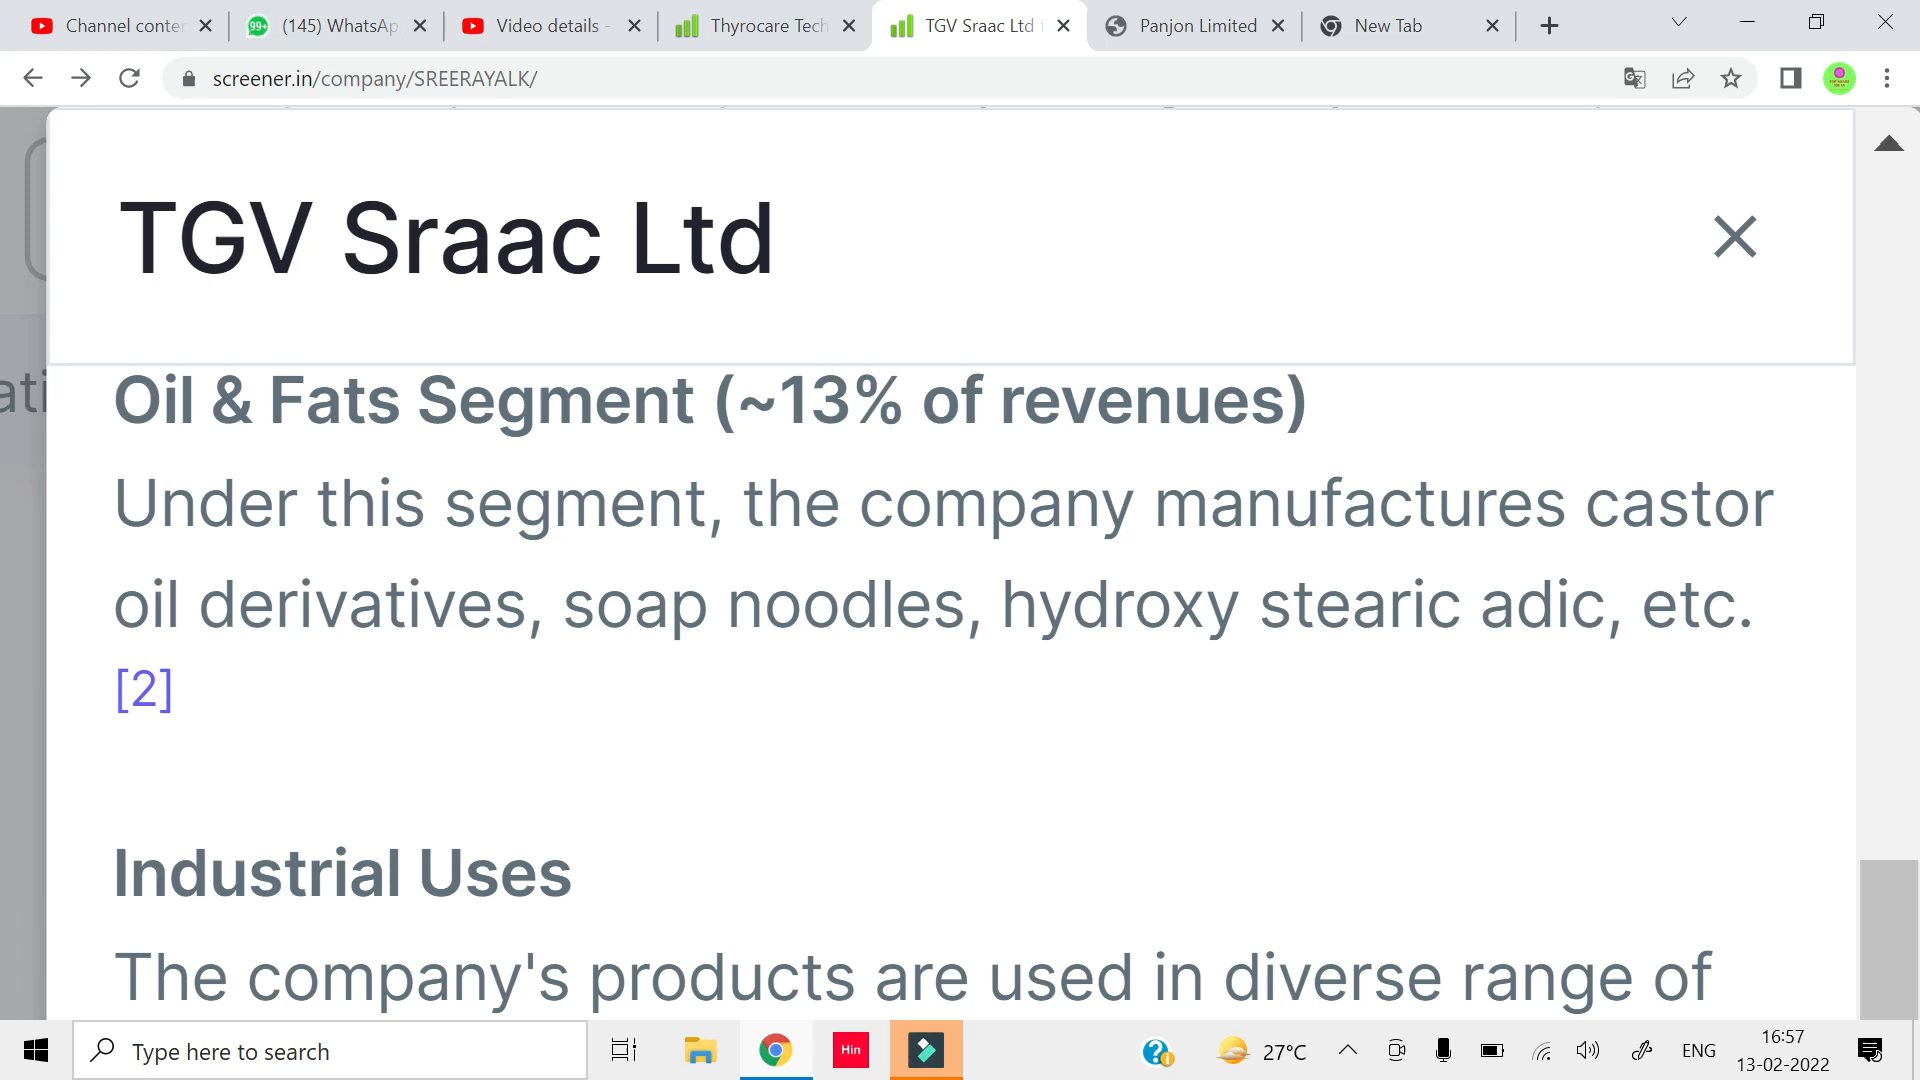 Channel conter
(145) WhatsAp
Video details -
Thyrocare Tech
TGV Sraac Ltd
Panjon Limited
New Tab
screener.in/company/SREERAYALK/
TGV Sraac Ltd
Oil & Fats Segment (~13% of revenues)
Under this segment, the company manufactures castor
oil derivatives, soap noodles, hydroxy stearic adic, etc.
[2]
Industrial Uses
The company's products are used in diverse range of
Type here to search
Hin
27°C
ENG
16:57
13-02-2022